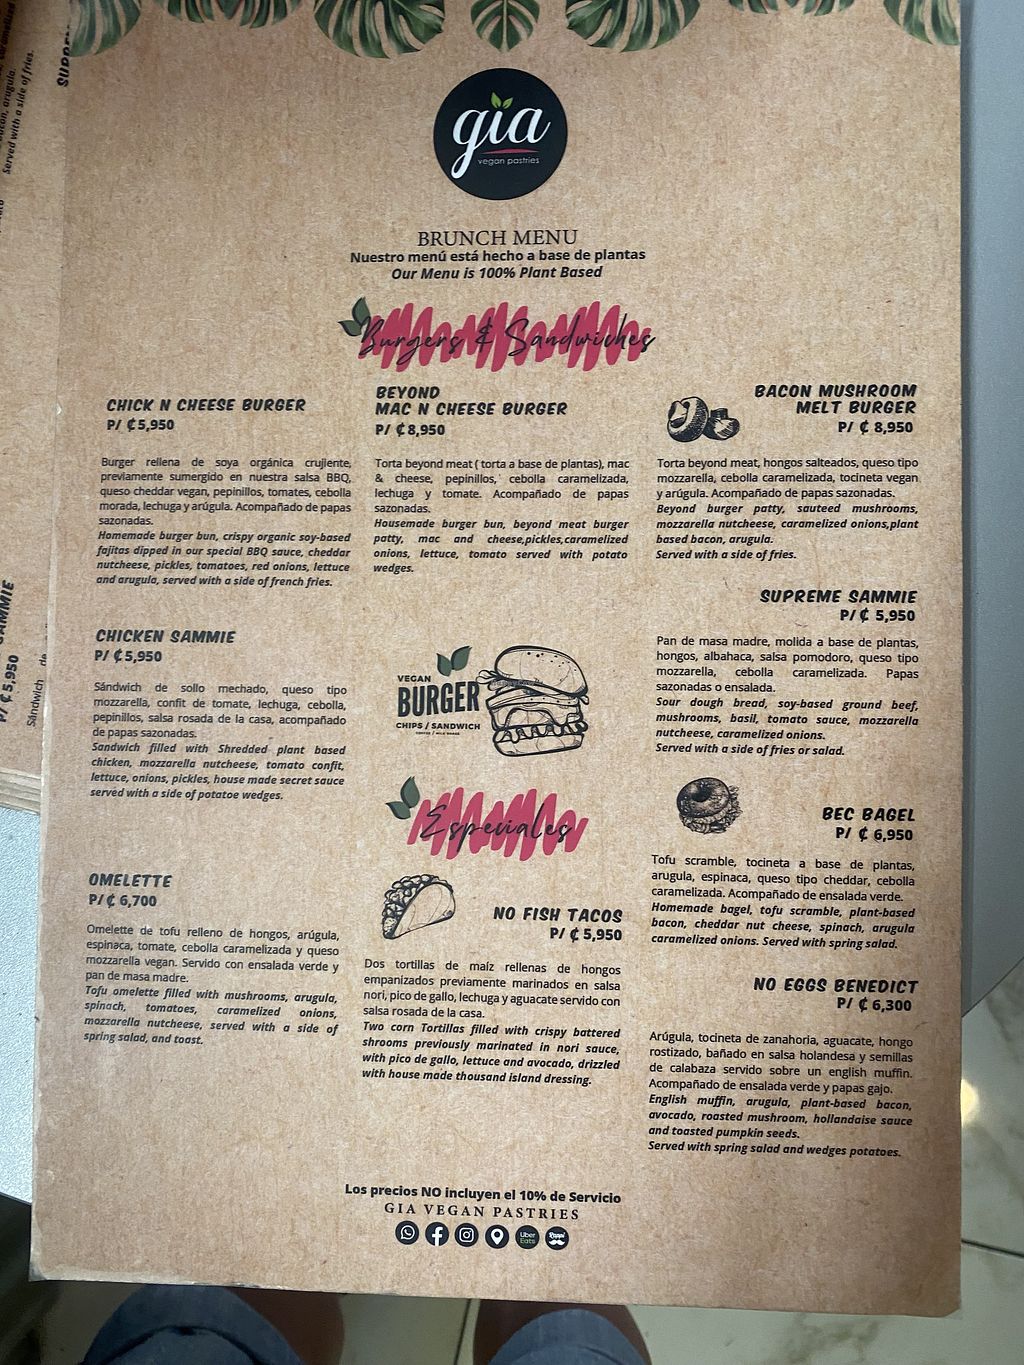 gia
vegan pastries
BRUNCH MENU
Nuestro menú está hecho a base de plantas
Our Menu is 100% Plant Based
Burgers & Sandwiches
CHICK N CHEESE BURGER
P/ ₡5,950
Burger rellena de soya orgánica crujiente,
previamente sumergido en nuestra salsa BBQ,
queso cheddar vegan, pepinillos, tomates, cebolla
morada, lechuga y arúgula. Acompañado de papas
sazonadas.
Homemade burger bun, crispy organic soy-based
fajitas dipped in our special BBQ sauce, cheddar
nutcheese, pickles, tomatoes, red onions, lettuce
and arugula, served with a side of french fries.
CHICKEN SAMMIE
P/ ₡5,950
Sándwich de sollo mechado, queso tipo
mozzarella, confit de tomate, lechuga, cebolla,
pepinillos, salsa rosada de la casa, acompañado
de papas sazonadas.
Sandwich filled with Shredded plant based
chicken, mozzarella nutcheese, tomato confit,
lettuce, onions, pickles, house made secret sauce
served with a side of potatoe wedges.
OMELETTE
P/₡ 6,700
Omelette de tofu relleno de hongos, arúgula,
espinaca, tomate, cebolla caramelizada y queso
mozzarella vegan. Servido con ensalada verde y
pan de masa madre.
Tofu omelette filled with mushrooms, arugula,
spinach, tomatoes, caramelized onions,
mozzarella nutcheese, served with a side of
spring salad, and toast.
BEYOND
MAC N CHEESE BURGER
P/ ₡8,950
Torta beyond meat ( torta a base de plantas), mac
& cheese, pepinillos, cebolla caramelizada,
lechuga y tomate. Acompañado de papas
sazonadas.
Housemade burger bun, beyond meat burger
patty, mac and cheese,pickles,caramelized
onions, lettuce, tomato served with potato
wedges.
VEGAN
BURGER
CHIPS / SANDWICH
Especiales
NO FISH TACOS
P/ ₡ 5,950
Dos tortillas de maíz rellenas de hongos
empanizados previamente marinados en salsa
nori, pico de gallo, lechuga y aguacate servido con
salsa rosada de la casa.
Two corn Tortillas filled with crispy battered
shrooms previously marinated in nori sauce,
with pico de gallo, lettuce and avocado, drizzled
with house made thousand island dressing.
BACON MUSHROOM
MELT BURGER
P/ ₡ 8,950
Torta beyond meat, hongos salteados, queso tipo
mozzarella, cebolla caramelizada, tocineta vegan
y arúgula. Acompañado de papas sazonadas.
Beyond burger patty, sauteed mushrooms,
mozzarella nutcheese, caramelized onions,plant
based bacon, arugula.
Served with a side of fries.
SUPREME SAMMIE
P/ ₡ 5,950
Pan de masa madre, molida a base de plantas,
hongos, albahaca, salsa pomodoro, queso tipo
mozzarella, cebolla caramelizada. Papas
sazonadas o ensalada.
Sour dough bread, soy-based ground beef,
mushrooms, basil, tomato sauce, mozzarella
nutcheese, caramelized onions.
Served with a side of fries or salad.
BEC BAGEL
P/ ₡ 6,950
Tofu scramble, tocineta a base de plantas,
arugula, espinaca, queso tipo cheddar, cebolla
caramelizada. Acompañado de ensalada verde.
Homemade bagel, tofu scramble, plant-based
bacon, cheddar nut cheese, spinach, arugula
caramelized onions. Served with spring salad.
NO EGGS BENEDICT
P/ ₡ 6,300
Arúgula, tocineta de zanahoria, aguacate, hongo
rostizado, bañado en salsa holandesa y semillas
de calabaza servido sobre un english muffin.
Acompañado de ensalada verde y papas gajo.
English muffin, arugula, plant-based bacon,
avocado, roasted mushroom, hollandaise sauce
and toasted pumpkin seeds.
Served with spring salad and wedges potatoes.
Los precios NO incluyen el 10% de Servicio
GIA VEGAN PASTRIES
Uber
Eats
Rappi
arugula.
Served with a side of fries.
SAMMIE
P/ ₡ 5,950
Sándwich de